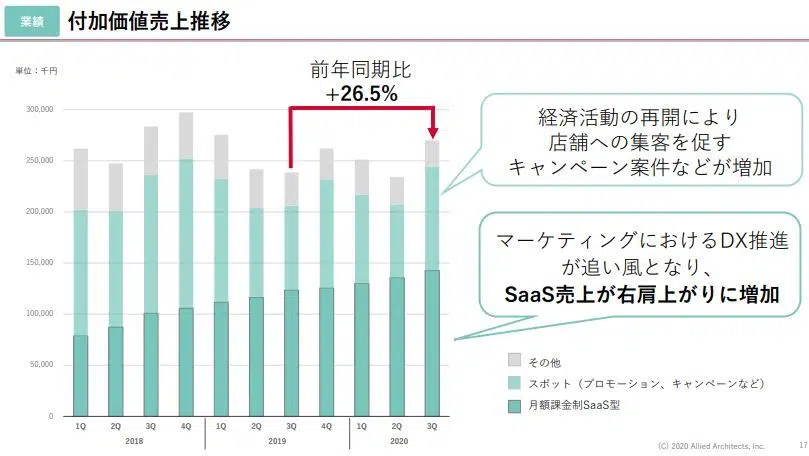 業績 付加価値売上推移
単位：千円
前年同期比
+26.5%
300,000
250,000
200,000
150,000
100,000
50,000
0
1Q 2Q 3Q 4Q 1Q 2Q 3Q 4Q 1Q 2Q 3Q
2018 2019 2020
経済活動の再開により
店舗への集客を促す
キャンペーン案件などが増加
マーケティングにおけるDX推進
が追い風となり、
SaaS売上が右肩上がりに増加
その他
スポット（プロモーション、キャンペーンなど）
月額課金制SaaS型
(C) 2020 Allied Architects, Inc. 17